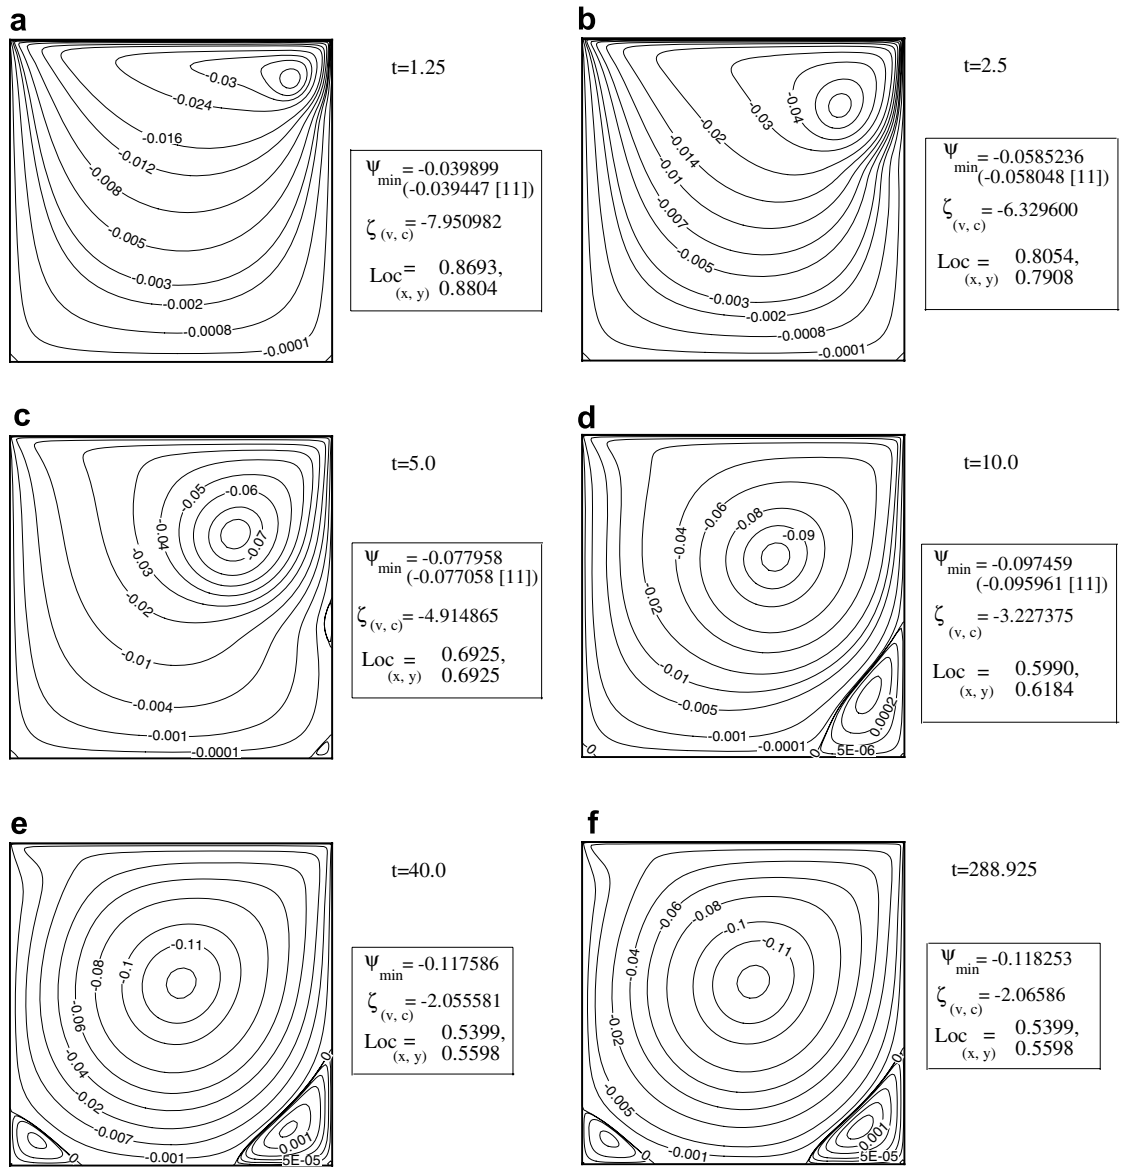 a
-0.03
-0.024
-0.016
-0.012
-0.008
-0.005
-0.003
-0.002
-0.0008
-0.0001
t=1.25
Ψmin = -0.039899
(-0.039447 [11])
ζ(v, c) = -7.950982
Loc(x, y) = 0.8693,
0.8804
b
-0.04
-0.03
-0.02
-0.014
-0.01
-0.007
-0.005
-0.003
-0.002
-0.0008
-0.0001
t=2.5
Ψmin = -0.0585236
(-0.058048 [11])
ζ(v, c) = -6.329600
Loc(x, y) = 0.8054,
0.7908
c
-0.05
-0.06
-0.04
-0.07
-0.03
-0.02
-0.01
-0.004
-0.001
-0.0001
t=5.0
Ψmin = -0.077958
(-0.077058 [11])
ζ(v, c) = -4.914865
Loc(x, y) = 0.6925,
0.6925
d
-0.06
-0.08
-0.04
-0.09
-0.02
-0.01
-0.005
0.0002
-0.001
-0.0001
0
0
5E-06
t=10.0
Ψmin = -0.097459
(-0.095961 [11])
ζ(v, c) = -3.227375
Loc(x, y) = 0.5990,
0.6184
e
-0.11
-0.08
-0.1
-0.06
-0.04
-0.02
-0.007
-0.001
0
0
0.001
5E-05
t=40.0
Ψmin = -0.117586
ζ(v, c) = -2.055581
Loc(x, y) = 0.5399,
0.5598
f
-0.06
-0.08
-0.1
-0.11
-0.04
-0.02
-0.005
-0.001
0
0
0.001
5E-05
t=288.925
Ψmin = -0.118253
ζ(v, c) = -2.06586
Loc(x, y) = 0.5399,
0.5598